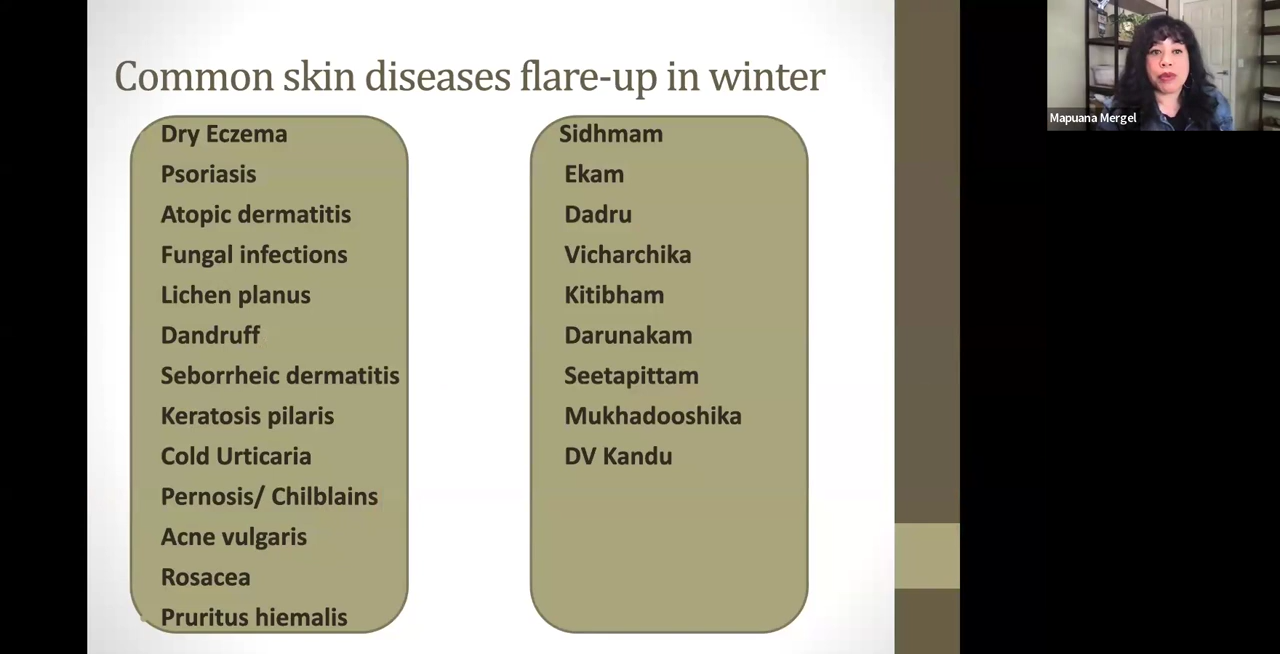 Common skin diseases flare-up in winter
Dry Eczema
Psoriasis
Atopic dermatitis
Fungal infections
Lichen planus
Dandruff
Seborrheic dermatitis
Keratosis pilaris
Cold Urticaria
Pernosis/ Chilblains
Acne vulgaris
Rosacea
Pruritus hiemalis
Sidhmam
Ekam
Dadru
Vicharchika
Kitibham
Darunakam
Seetapittam
Mukhadooshika
DV Kandu
Mapuana Mergel